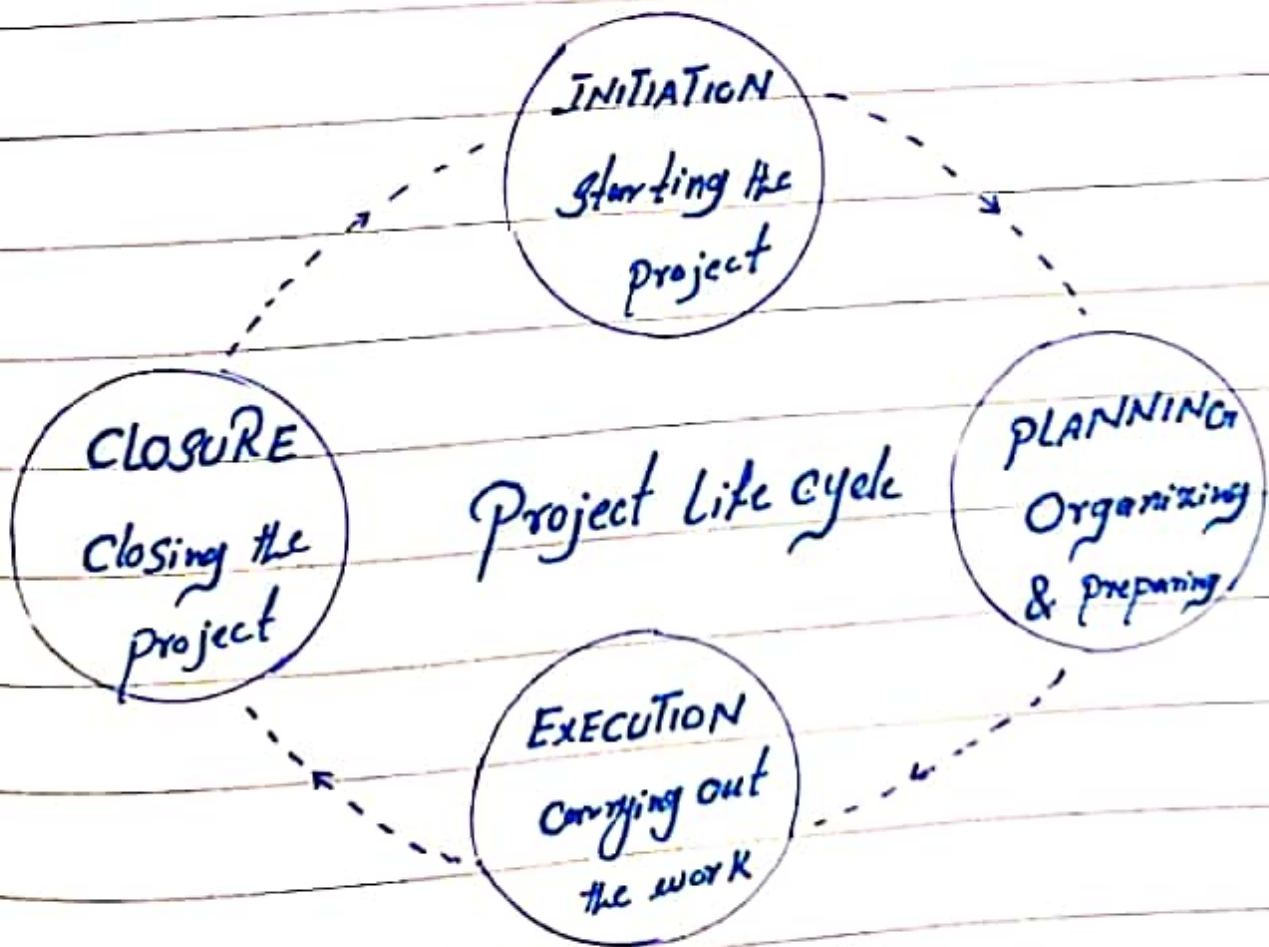 INITIATION
Starting the
project
PLANNING
Organizing
& preparing
Project Life cycle
CLOSURE
Closing the
project
EXECUTION
Carrying out
the work